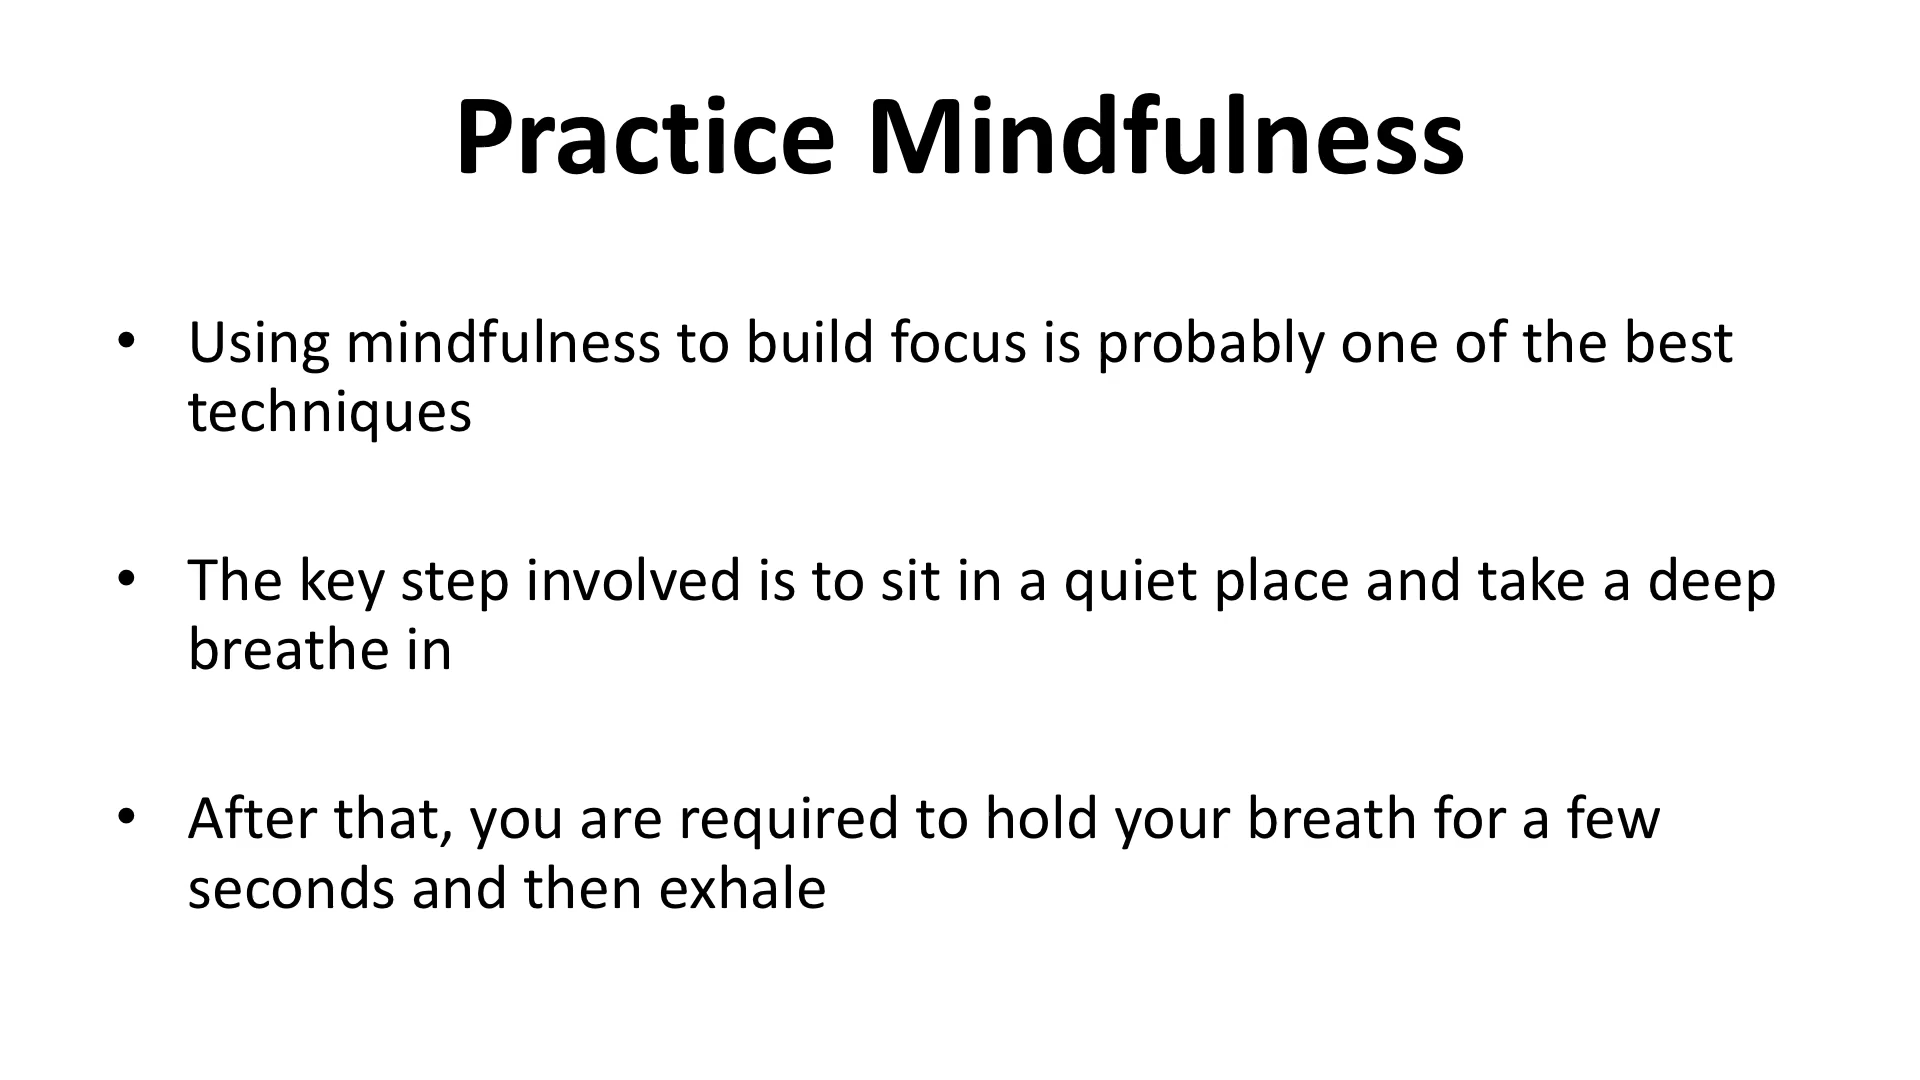 Practice Mindfulness
• Using mindfulness to build focus is probably one of the best
techniques
• The key step involved is to sit in a quiet place and take a deep
breathe in
• After that, you are required to hold your breath for a few
seconds and then exhale